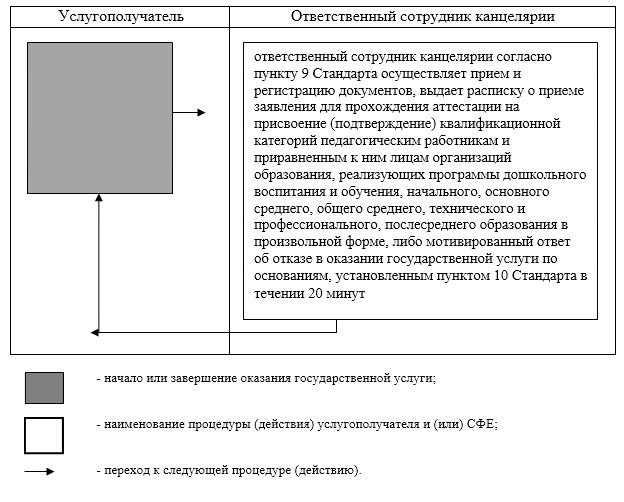 Услугополучатель
Ответственный сотрудник канцелярии
ответственный сотрудник канцелярии согласно
пункту 9 Стандарта осуществляет прием и
регистрацию документов, выдает расписку о приеме
заявления для прохождения аттестации на
присвоение (подтверждение) квалификационной
категорий педагогическим работникам и
приравненным к ним лицам организаций
образования, реализующих программы дошкольного
воспитания и обучения, начального, основного
среднего, общего среднего, технического и
профессионального, послесреднего образования в
произвольной форме, либо мотивированный ответ
об отказе в оказании государственной услуги по
основаниям, установленным пунктом 10 Стандарта в
течении 20 минут
- начало или завершение оказания государственной услуги;
- наименование процедуры (действия) услугополучателя и (или) СФЕ;
- переход к следующей процедуре (действию).